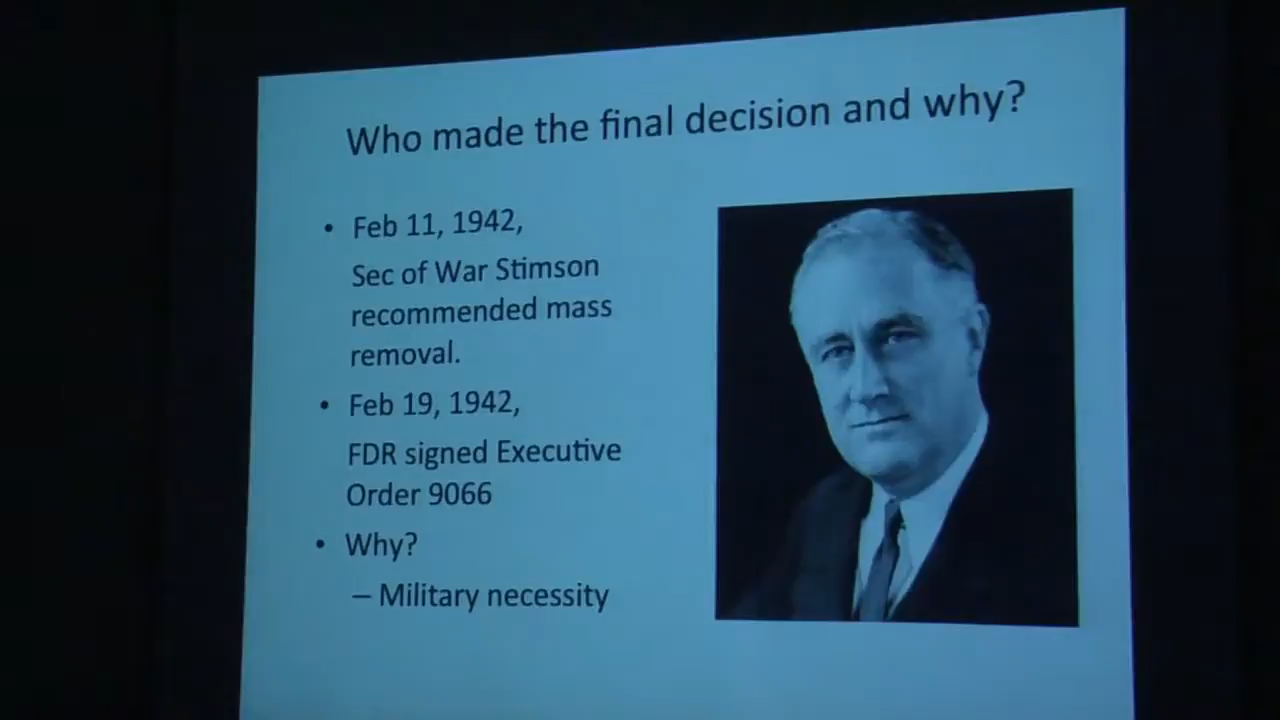 Who made the final decision and why?
• Feb 11, 1942,
Sec of War Stimson
recommended mass
removal.
• Feb 19, 1942,
FDR signed Executive
Order 9066
• Why?
– Military necessity